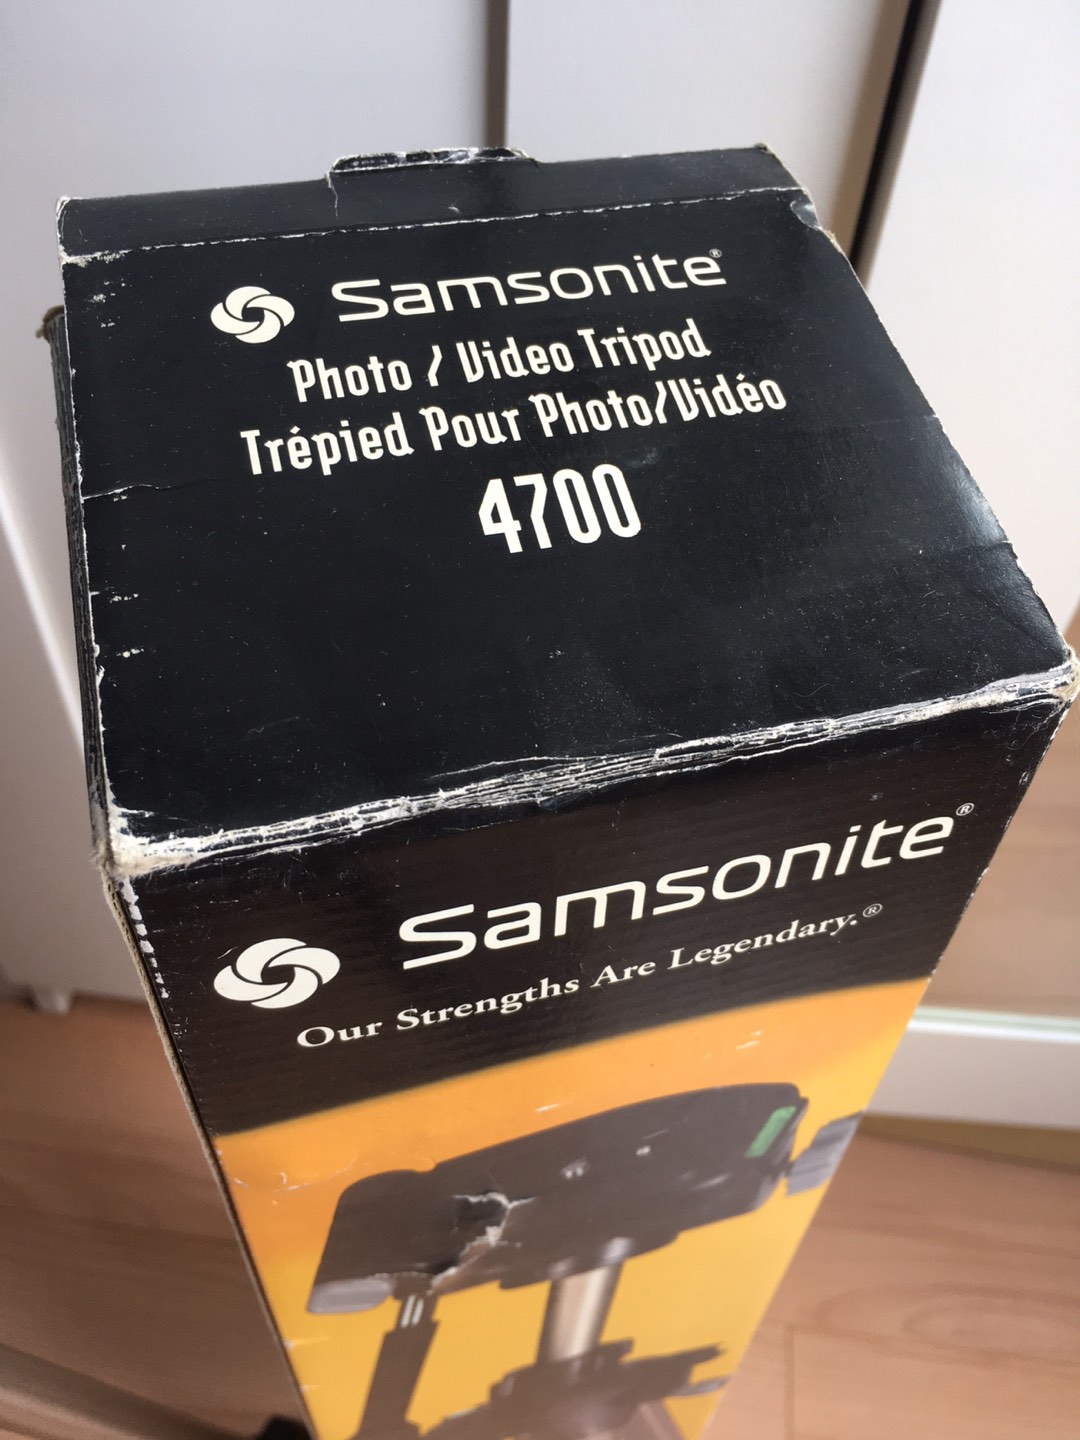 Samsonite®
Photo / Video Tripod
Trépied Pour Photo/Vidéo
4700
Samsonite®
Our Strengths Are Legendary.®